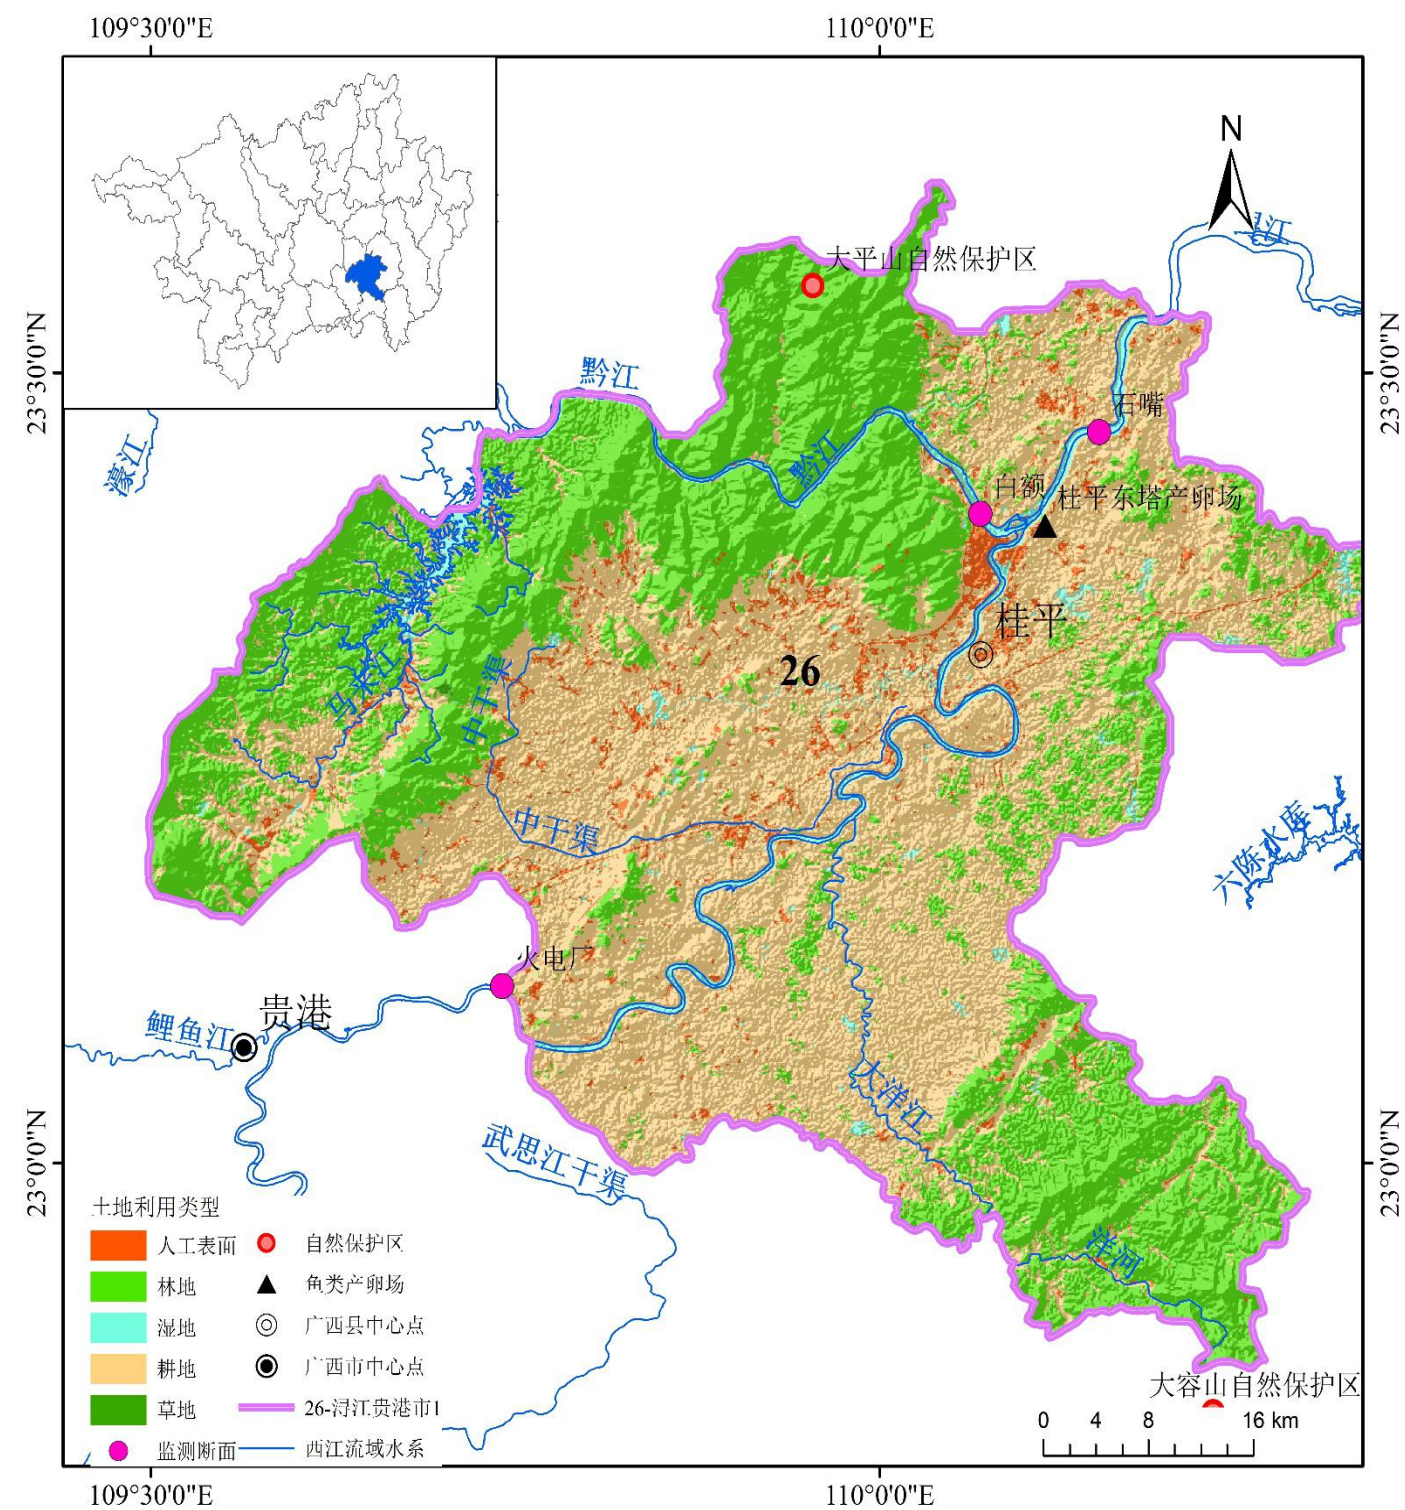 109°30'0"E
110°0'0"E
N
江
大平山自然保护区
23°30'0"N
23°30'0"N
黔江
石嘴
濠江
黔江
白额
桂平东塔产卵场
桂平
26
马来江
中干渠
中干渠
六陈水库
火电厂
贵港
鲤鱼江
大洋江
武思江干渠
23°0'0"N
23°0'0"N
洋河
土地利用类型
人工表面
自然保护区
林地
鱼类产卵场
湿地
广西县中心点
耕地
广西市中心点
草地
26-浔江贵港市1
监测断面
西江流域水系
大容山自然保护区
0 4 8 16 km
109°30'0"E
110°0'0"E